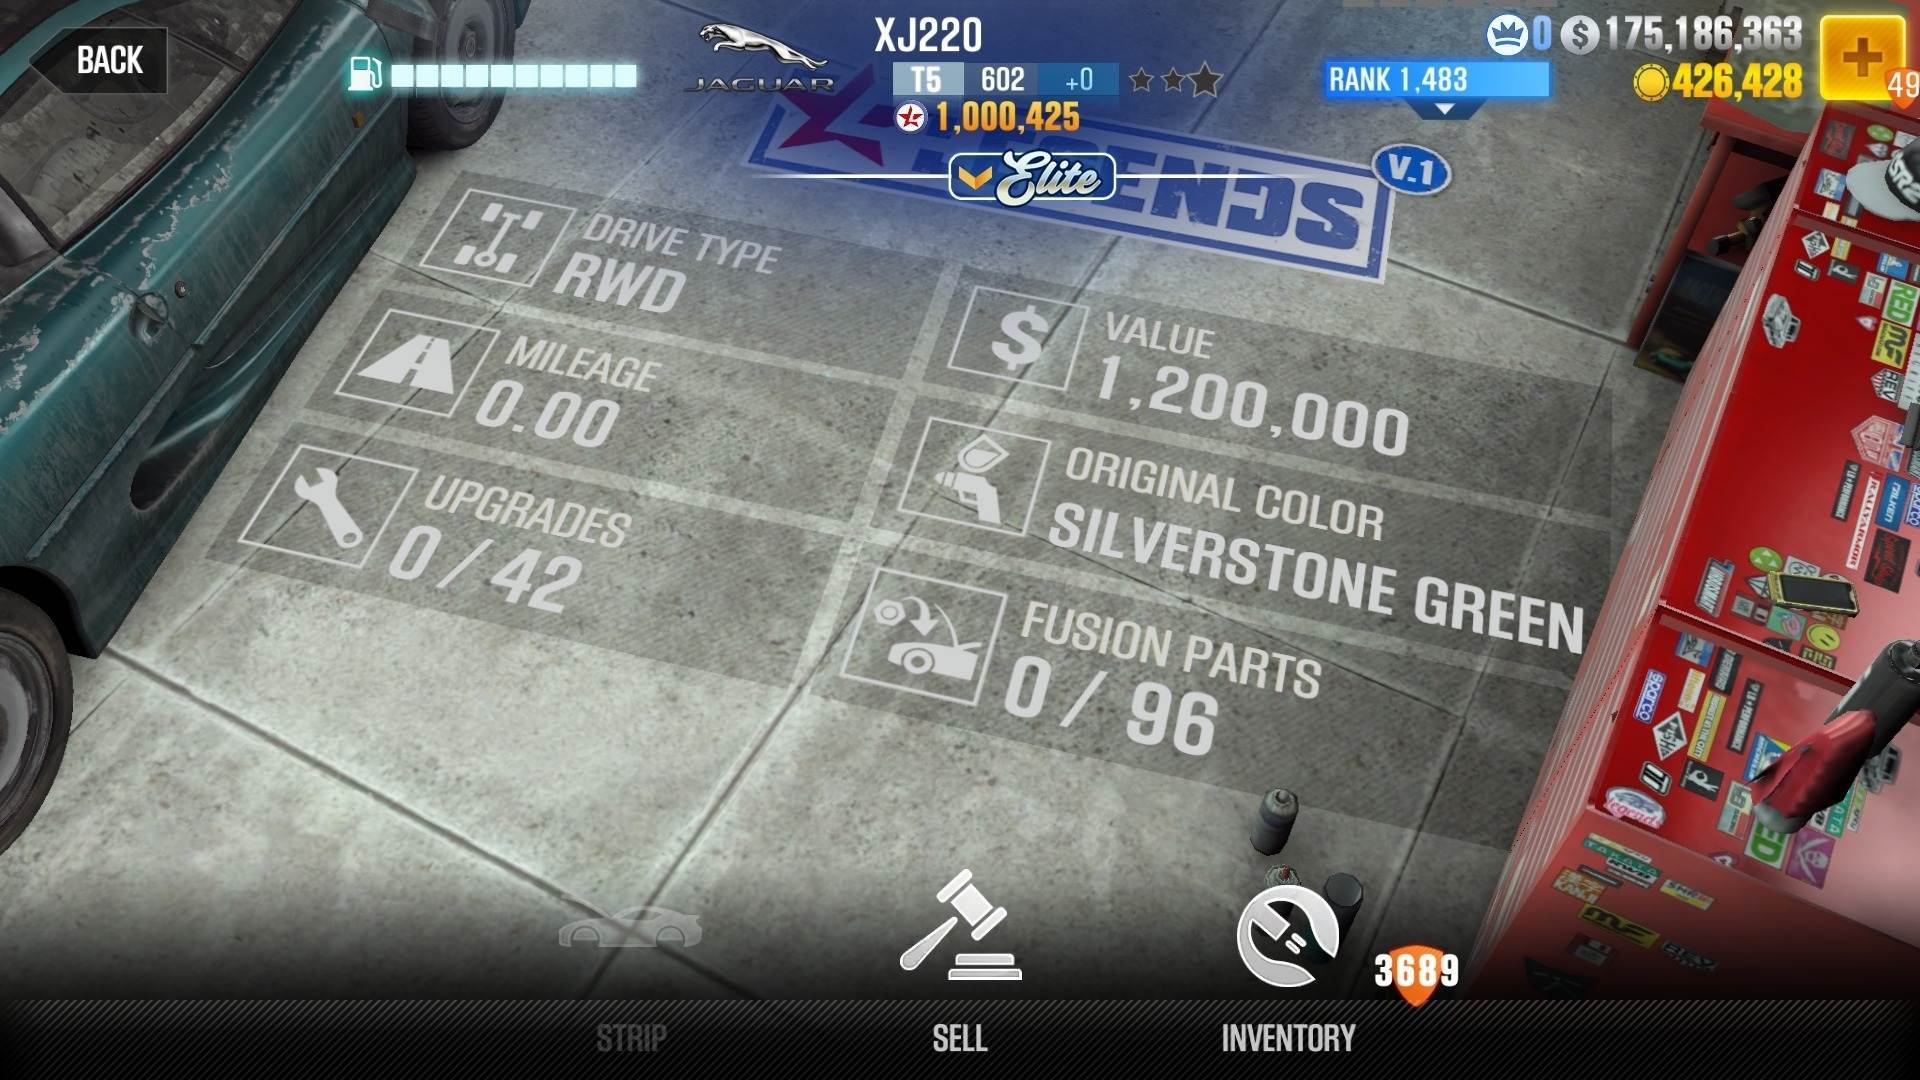 BACK
JAGUAR
XJ220
T5 602 +0
1,000,425
0 175,186,363
RANK 1,483
426,428
49
Elite
V.1
DRIVE TYPE
RWD
MILEAGE
0.00
UPGRADES
0 / 42
VALUE
1,200,000
ORIGINAL COLOR
SILVERSTONE GREEN
FUSION PARTS
0 / 96
3689
STRIP
SELL
INVENTORY
sparco
legends